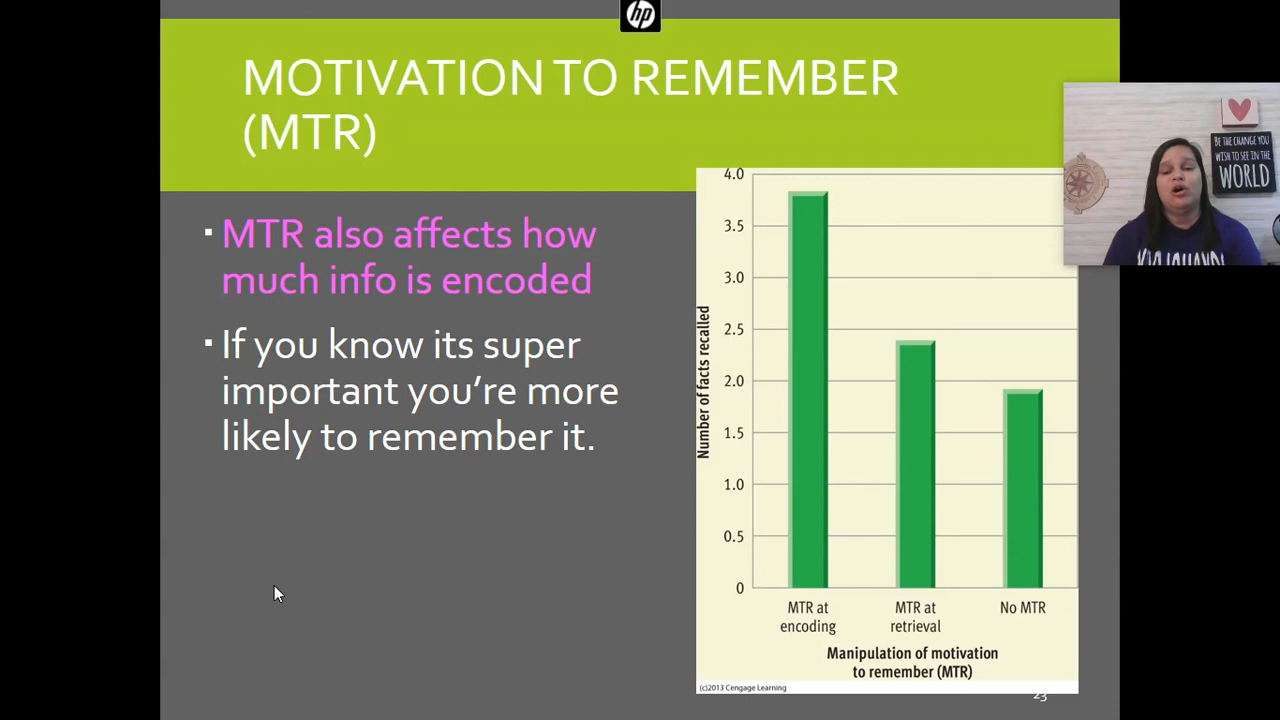 hp
MOTIVATION TO REMEMBER
(MTR)
BE THE CHANGE YOU
WISH TO SEE IN THE
WORLD
MTR also affects how
much info is encoded
If you know its super
important you're more
likely to remember it.
Number of facts recalled
4.0
3.5
3.0
2.5
2.0
1.5
1.0
0.5
0
MTR at
encoding
MTR at
retrieval
No MTR
Manipulation of motivation
to remember (MTR)
(c)2013 Cengage Learning
23